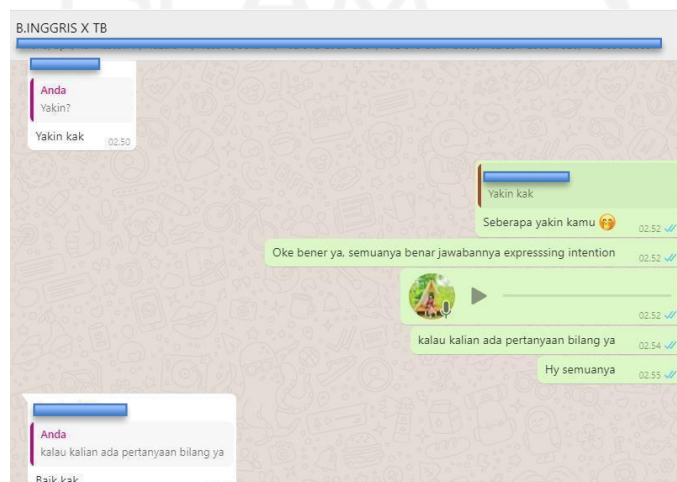 B.INGGRIS X TB
Anda
Yakin?
Yakin kak
02.50
Yakin kak
Seberapa yakin kamu 🤭
02.52
Oke bener ya, semuanya benar jawabannya expresssing intention
02.52
02.52
kalau kalian ada pertanyaan bilang ya
02.54
Hy semuanya
02.55
Anda
kalau kalian ada pertanyaan bilang ya
Baik kak